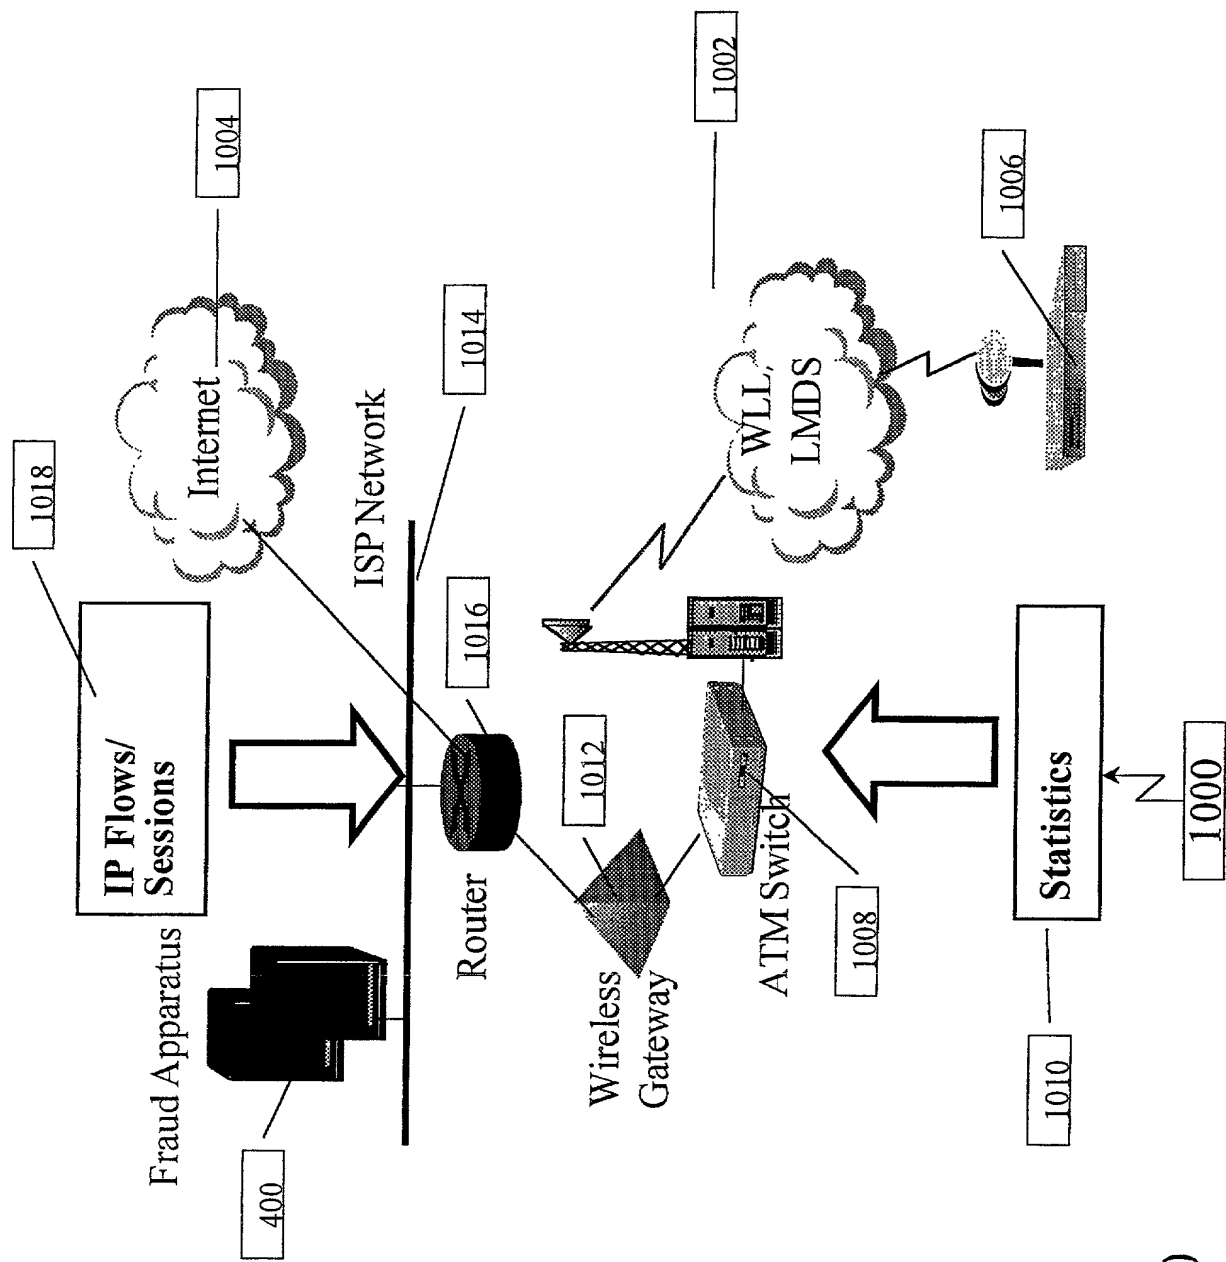 1018
IP Flows/
Sessions
1004
Internet
Fraud Apparatus
400
ISP Network
1014
Router
1016
Wireless
Gateway
1012
ATM Switch
1008
WLL,
LMDS
1002
1006
Statistics
1010
1000